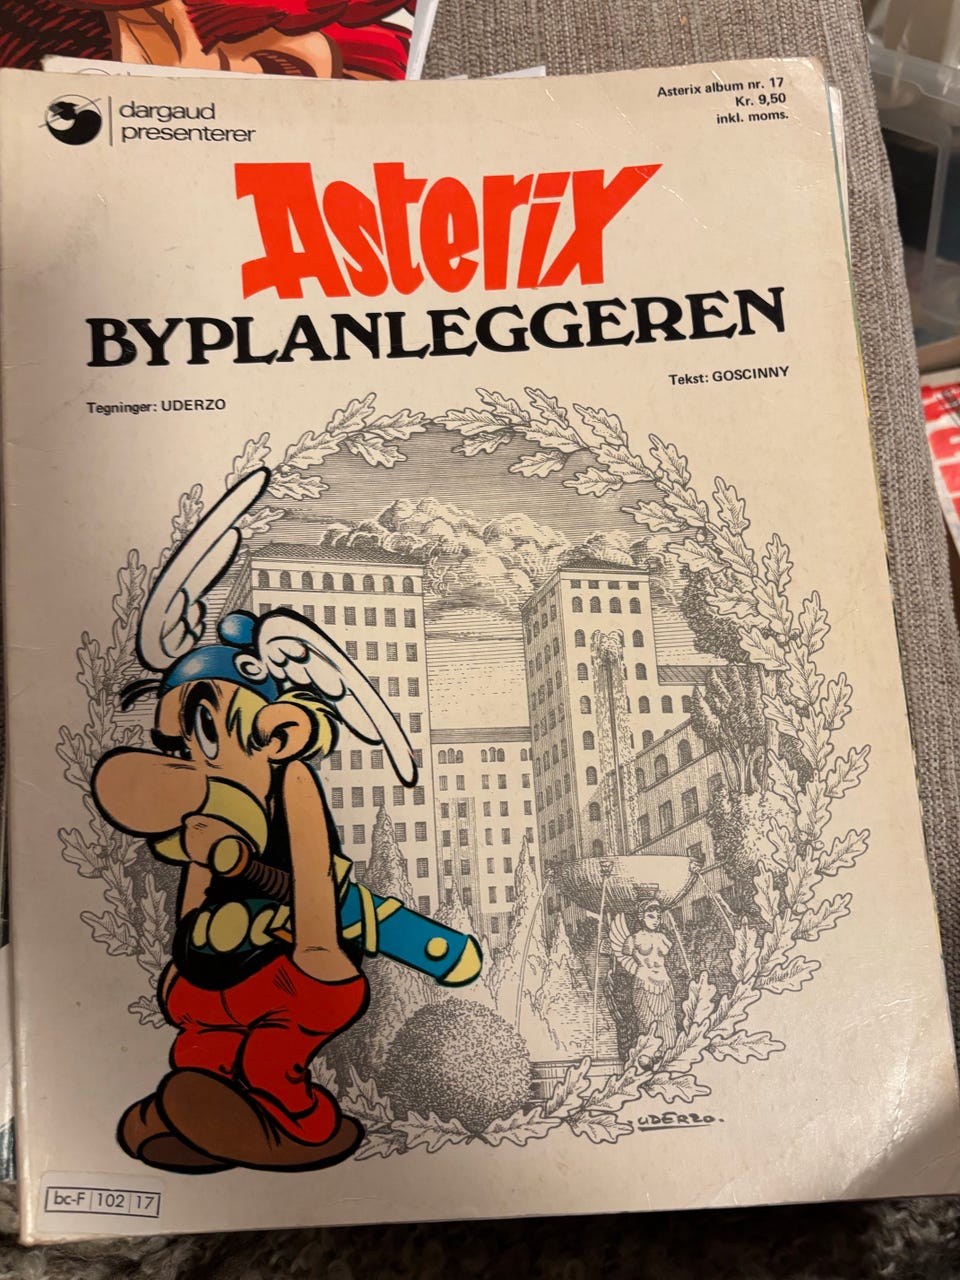 dargaud
presenterer
Asterix album nr. 17
Kr. 9,50
inkl. moms.
Asterix
BYPLANLEGGEREN
Tegninger: UDERZO
Tekst: GOSCINNY
UDERZO.
bc-F 102 17